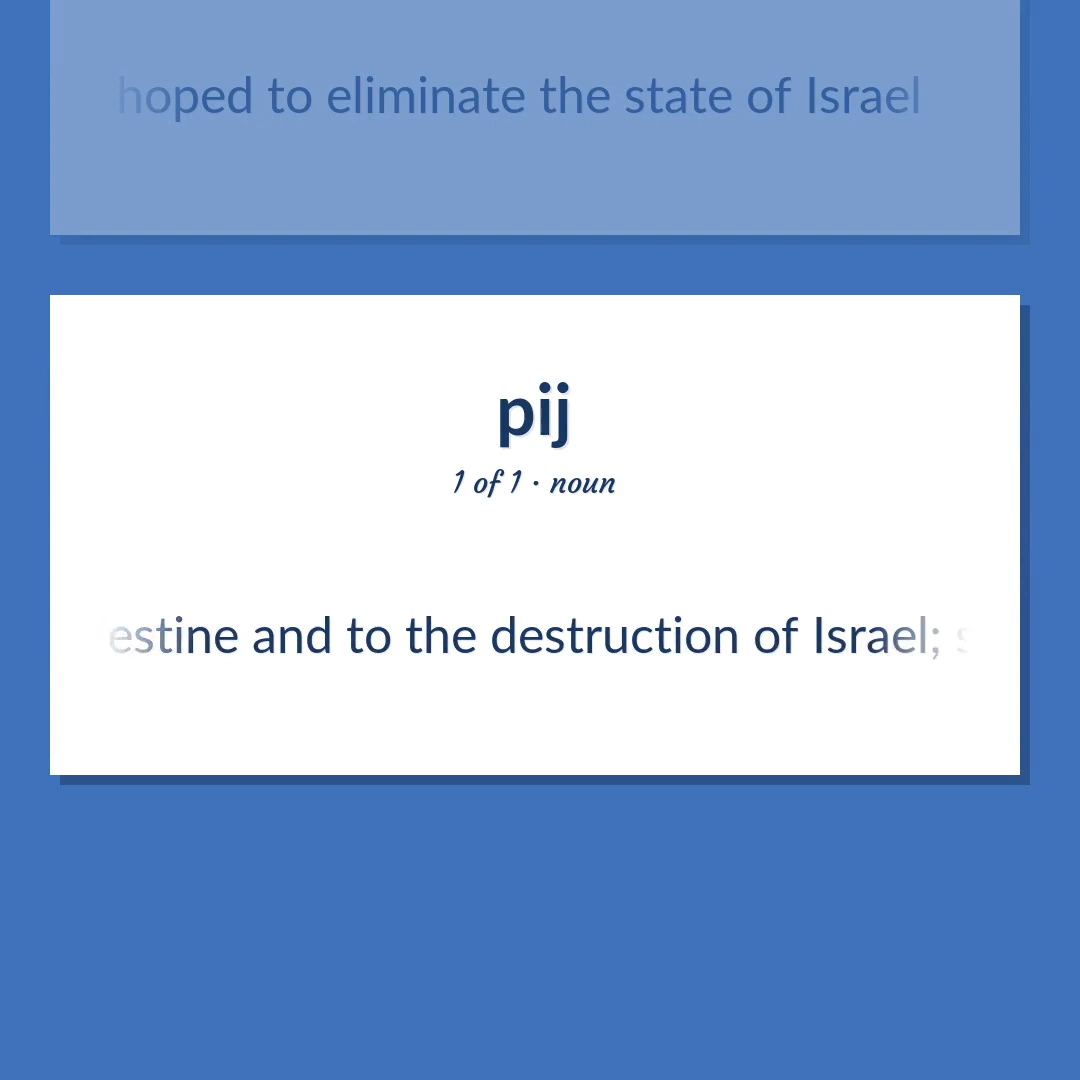 hoped to eliminate the state of Israel
pij
1 of 1 · noun
estine and to the destruction of Israel;